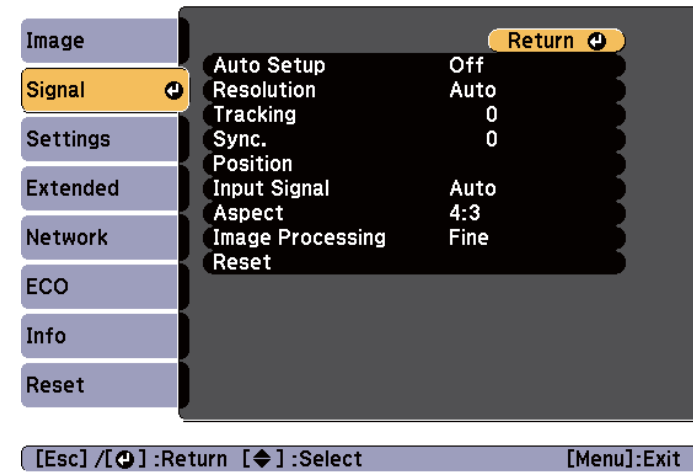 Image
Signal
Settings
Extended
Network
ECO
Info
Reset
Return
Auto Setup Off
Resolution Auto
Tracking 0
Sync. 0
Position
Input Signal Auto
Aspect 4:3
Image Processing Fine
Reset
[Esc] /[ ] :Return [ ] :Select [Menu]:Exit